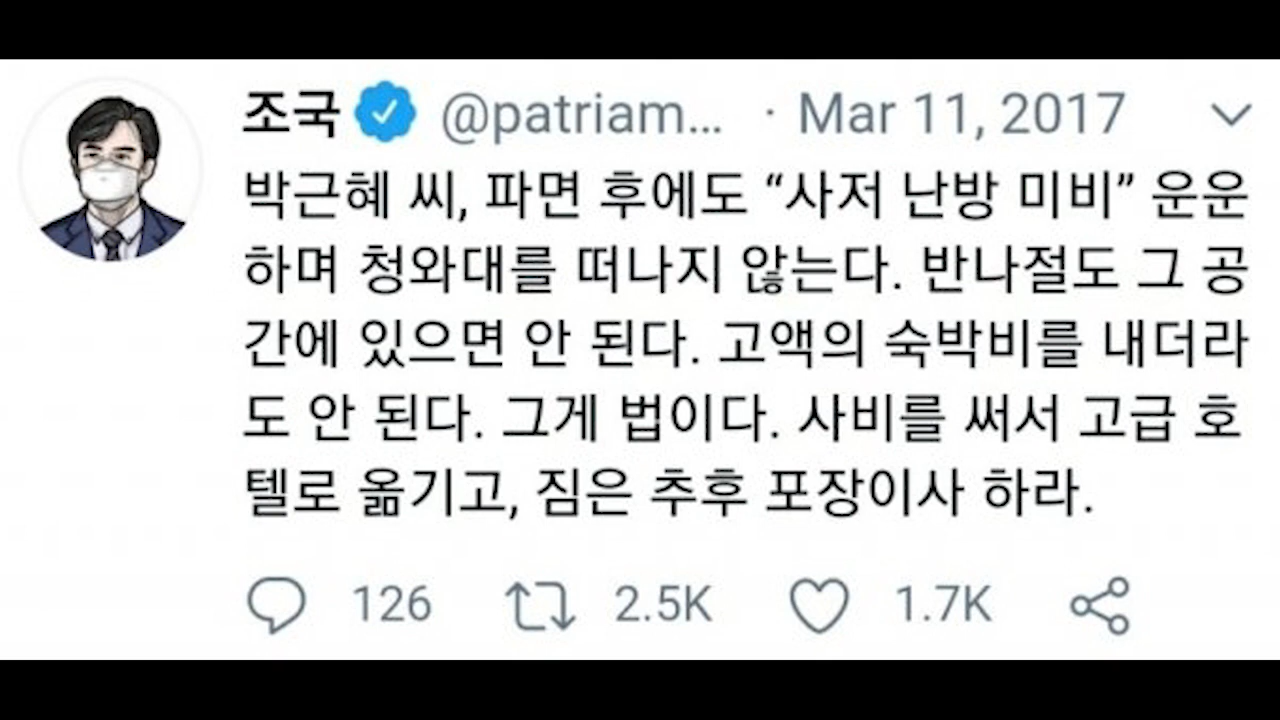 조국 @patriam... · Mar 11, 2017
박근혜 씨, 파면 후에도 “사저 난방 미비” 운운
하며 청와대를 떠나지 않는다. 반나절도 그 공
간에 있으면 안 된다. 고액의 숙박비를 내더라
도 안 된다. 그게 법이다. 사비를 써서 고급 호
텔로 옮기고, 짐은 추후 포장이사 하라.
126 2.5K 1.7K